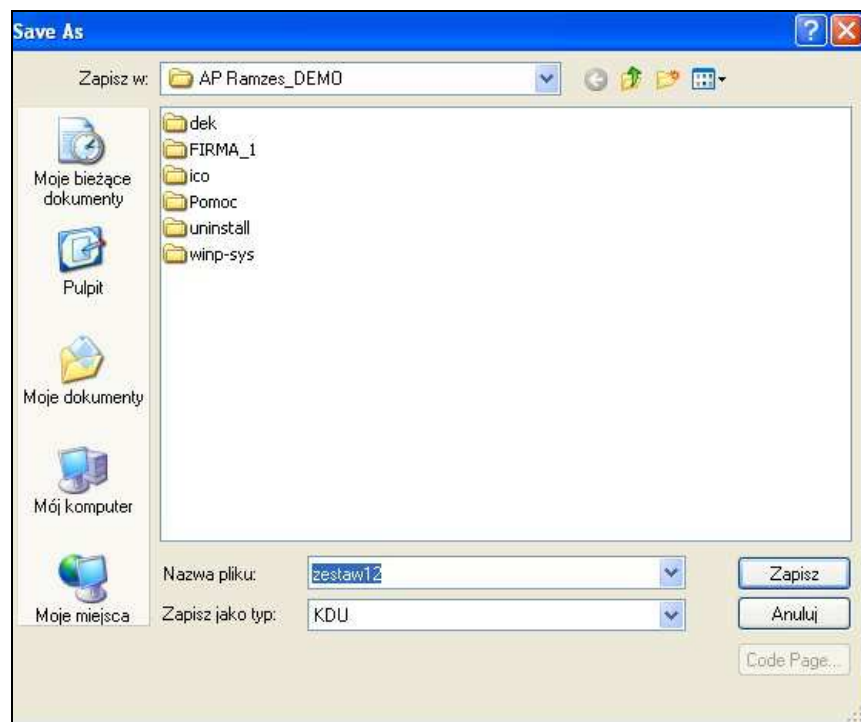 Save As
Zapisz w:
AP Ramzes_DEMO
dek
FIRMA_1
ico
Pomoc
uninstall
winp-sys
Moje bieżące
dokumenty
Pulpit
Moje dokumenty
Mój komputer
Moje miejsca
Nazwa pliku:
zestaw12
Zapisz
Zapisz jako typ:
KDU
Anuluj
Code Page...